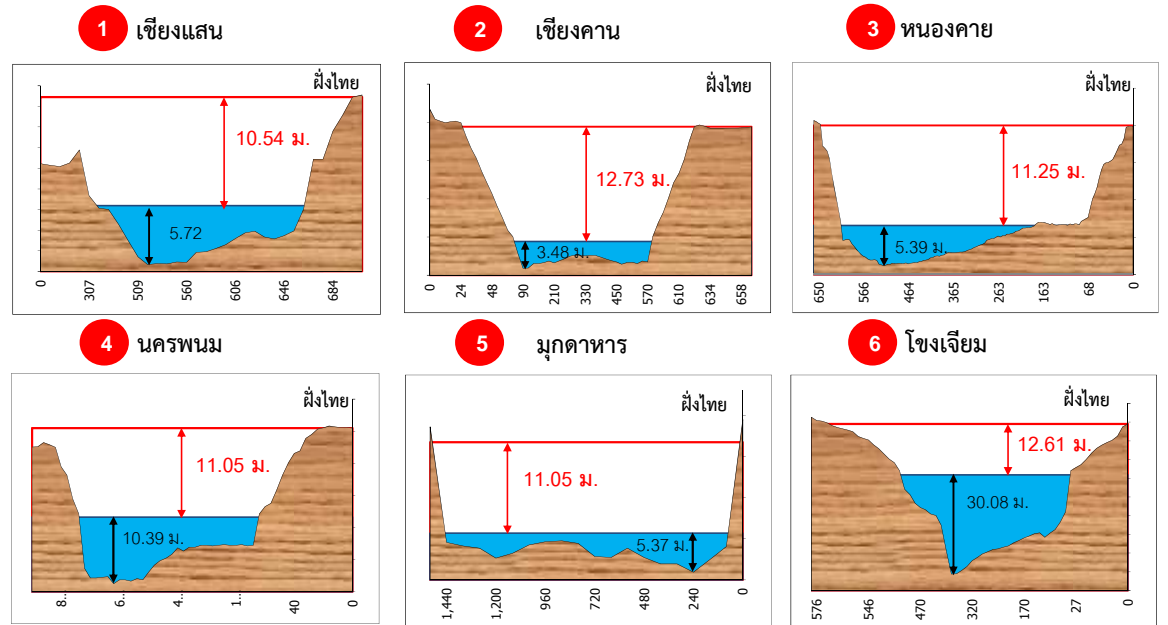 1 เชียงแสน
ฝั่งไทย
10.54 ม.
5.72
0 307 509 560 606 646 684
2 เชียงคาน
ฝั่งไทย
12.73 ม.
3.48 ม.
0 24 48 90 210 330 450 570 610 634 658
3 หนองคาย
ฝั่งไทย
11.25 ม.
5.39 ม.
650 566 464 365 263 163 68 0
4 นครพนม
ฝั่งไทย
11.05 ม.
10.39 ม.
8... 6... 4... 1... 40 0
5 มุกดาหาร
ฝั่งไทย
11.05 ม.
5.37 ม.
1,440 1,200 960 720 480 240 0
6 โขงเจียม
ฝั่งไทย
12.61 ม.
30.08 ม.
576 546 470 320 170 27 0